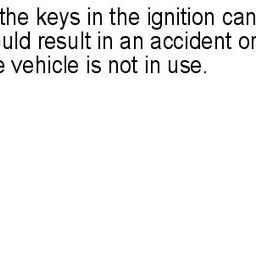 the keys in the ignition can
uld result in an accident or
vehicle is not in use.